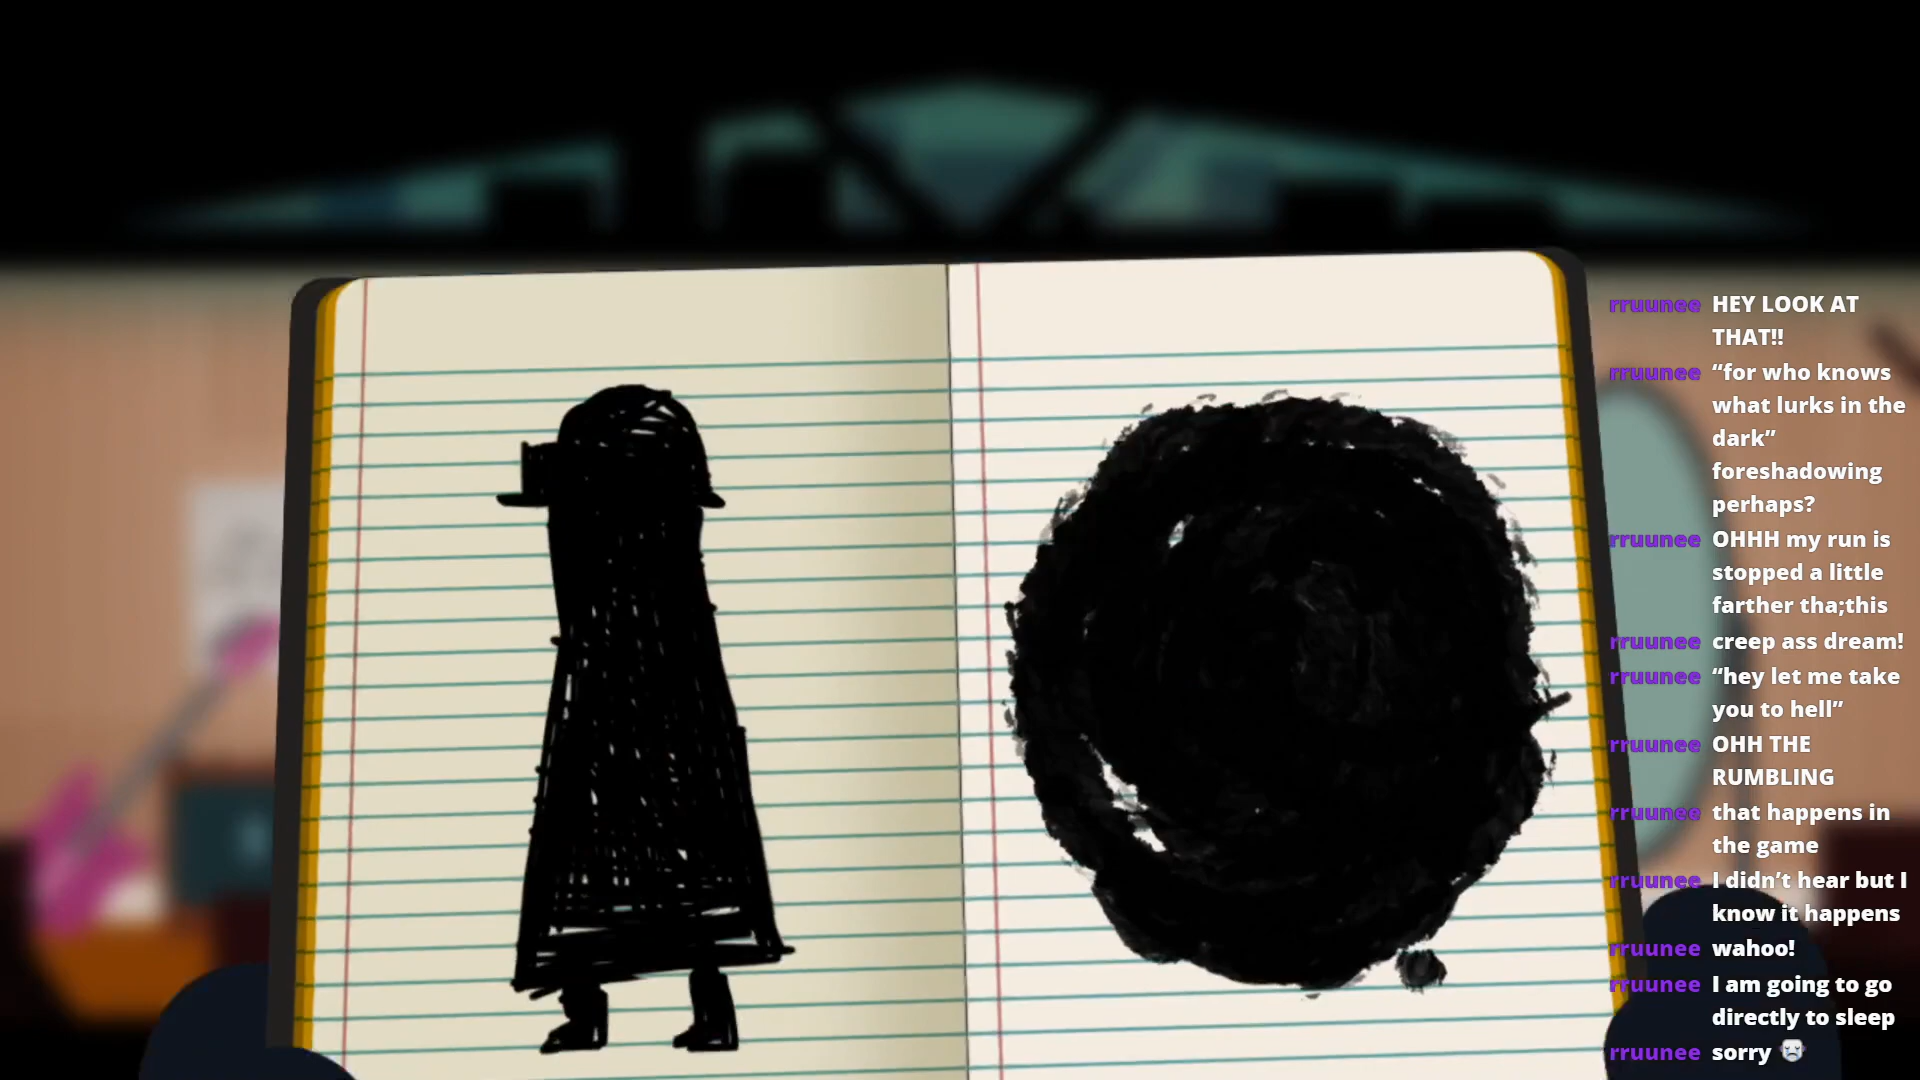 rruunee HEY LOOK AT
THAT!!
rruunee “for who knows
what lurks in the
dark”
foreshadowing
perhaps?
rruunee OHHH my run is
stopped a little
farther tha;this
rruunee creep ass dream!
rruunee “hey let me take
you to hell”
rruunee OHH THE
RUMBLING
rruunee that happens in
the game
rruunee I didn’t hear but I
know it happens
rruunee wahoo!
rruunee I am going to go
directly to sleep
rruunee sorry